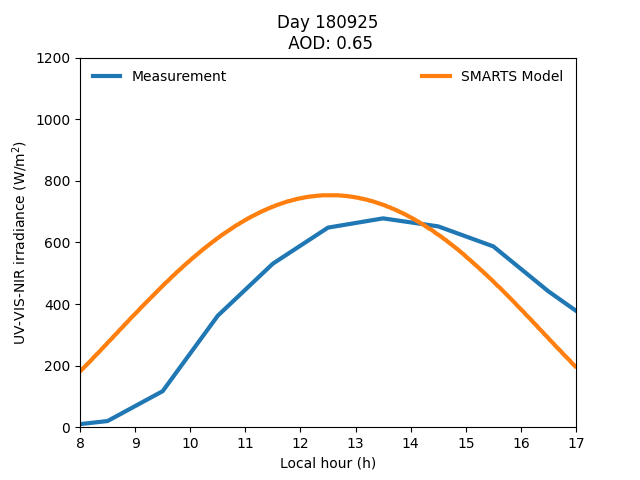 Day 180925
AOD: 0.65
Measurement
SMARTS Model
UV-VIS-NIR irradiance (W/m²)
1200
1000
800
600
400
200
0
8 9 10 11 12 13 14 15 16 17
Local hour (h)